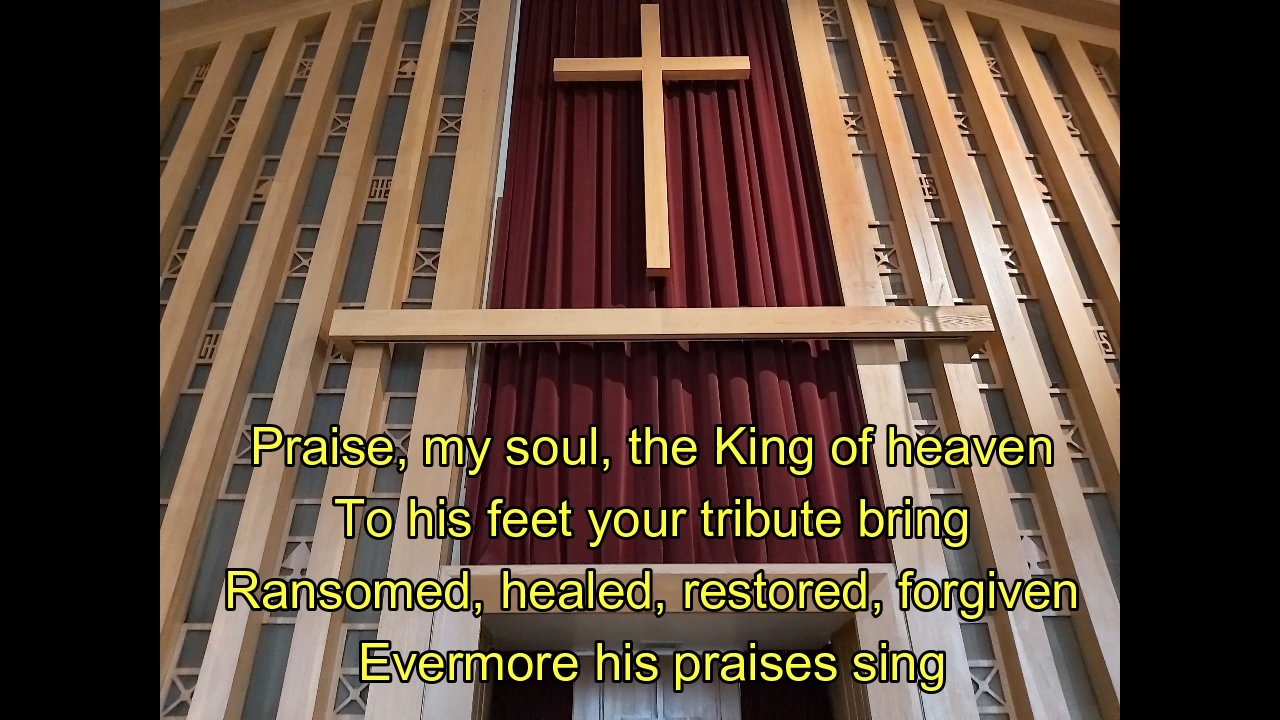 Praise, my soul, the King of heaven
To his feet your tribute bring
Ransomed, healed, restored, forgiven
Evermore his praises sing